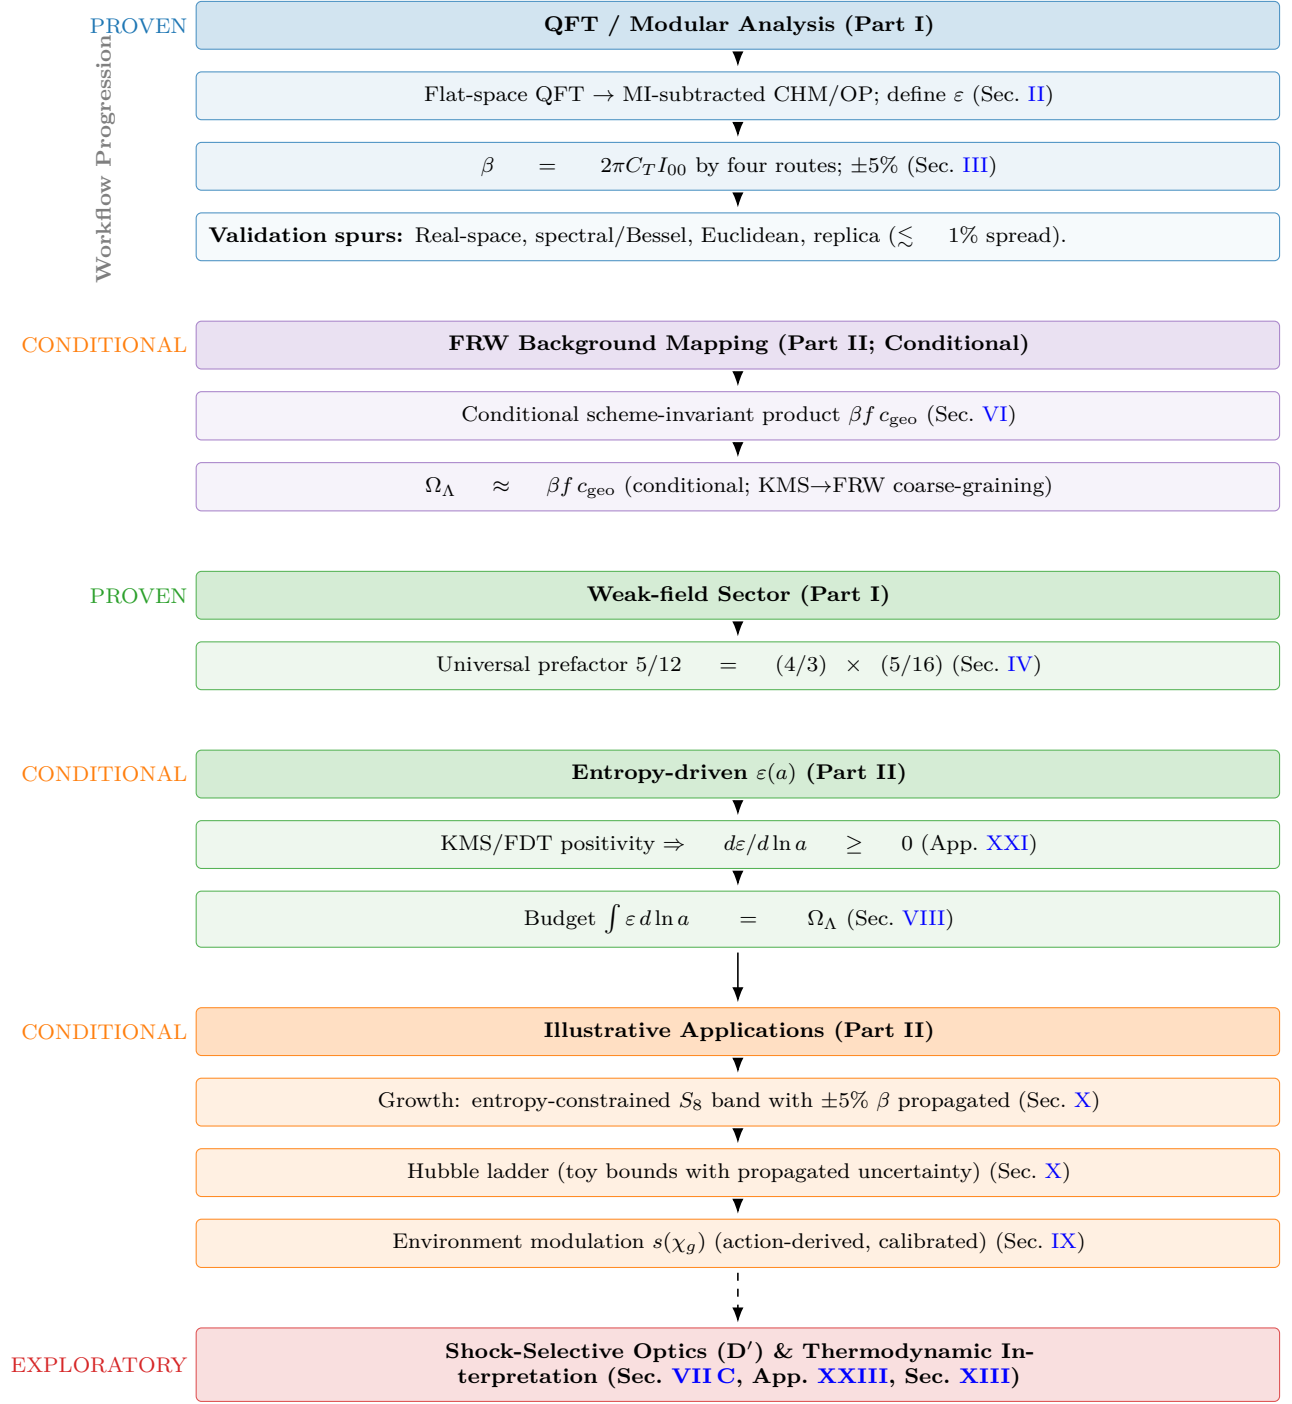 PROVEN
QFT / Modular Analysis (Part I)
Workflow Progression
Flat-space QFT → MI-subtracted CHM/OP; define ε (Sec. II)
β = 2πC_T I_00 by four routes; ±5% (Sec. III)
Validation spurs: Real-space, spectral/Bessel, Euclidean, replica (≲ 1% spread).
CONDITIONAL
FRW Background Mapping (Part II; Conditional)
Conditional scheme-invariant product βf c_geo (Sec. VI)
Ω_Λ ≈ βf c_geo (conditional; KMS→FRW coarse-graining)
PROVEN
Weak-field Sector (Part I)
Universal prefactor 5/12 = (4/3) × (5/16) (Sec. IV)
CONDITIONAL
Entropy-driven ε(a) (Part II)
KMS/FDT positivity ⇒ dε/d ln a ≥ 0 (App. XXI)
Budget ∫ ε d ln a = Ω_Λ (Sec. VIII)
CONDITIONAL
Illustrative Applications (Part II)
Growth: entropy-constrained S_8 band with ±5% β propagated (Sec. X)
Hubble ladder (toy bounds with propagated uncertainty) (Sec. X)
Environment modulation s(χ_g) (action-derived, calibrated) (Sec. IX)
EXPLORATORY
Shock-Selective Optics (D′) & Thermodynamic In-
terpretation (Sec. VII C, App. XXIII, Sec. XIII)